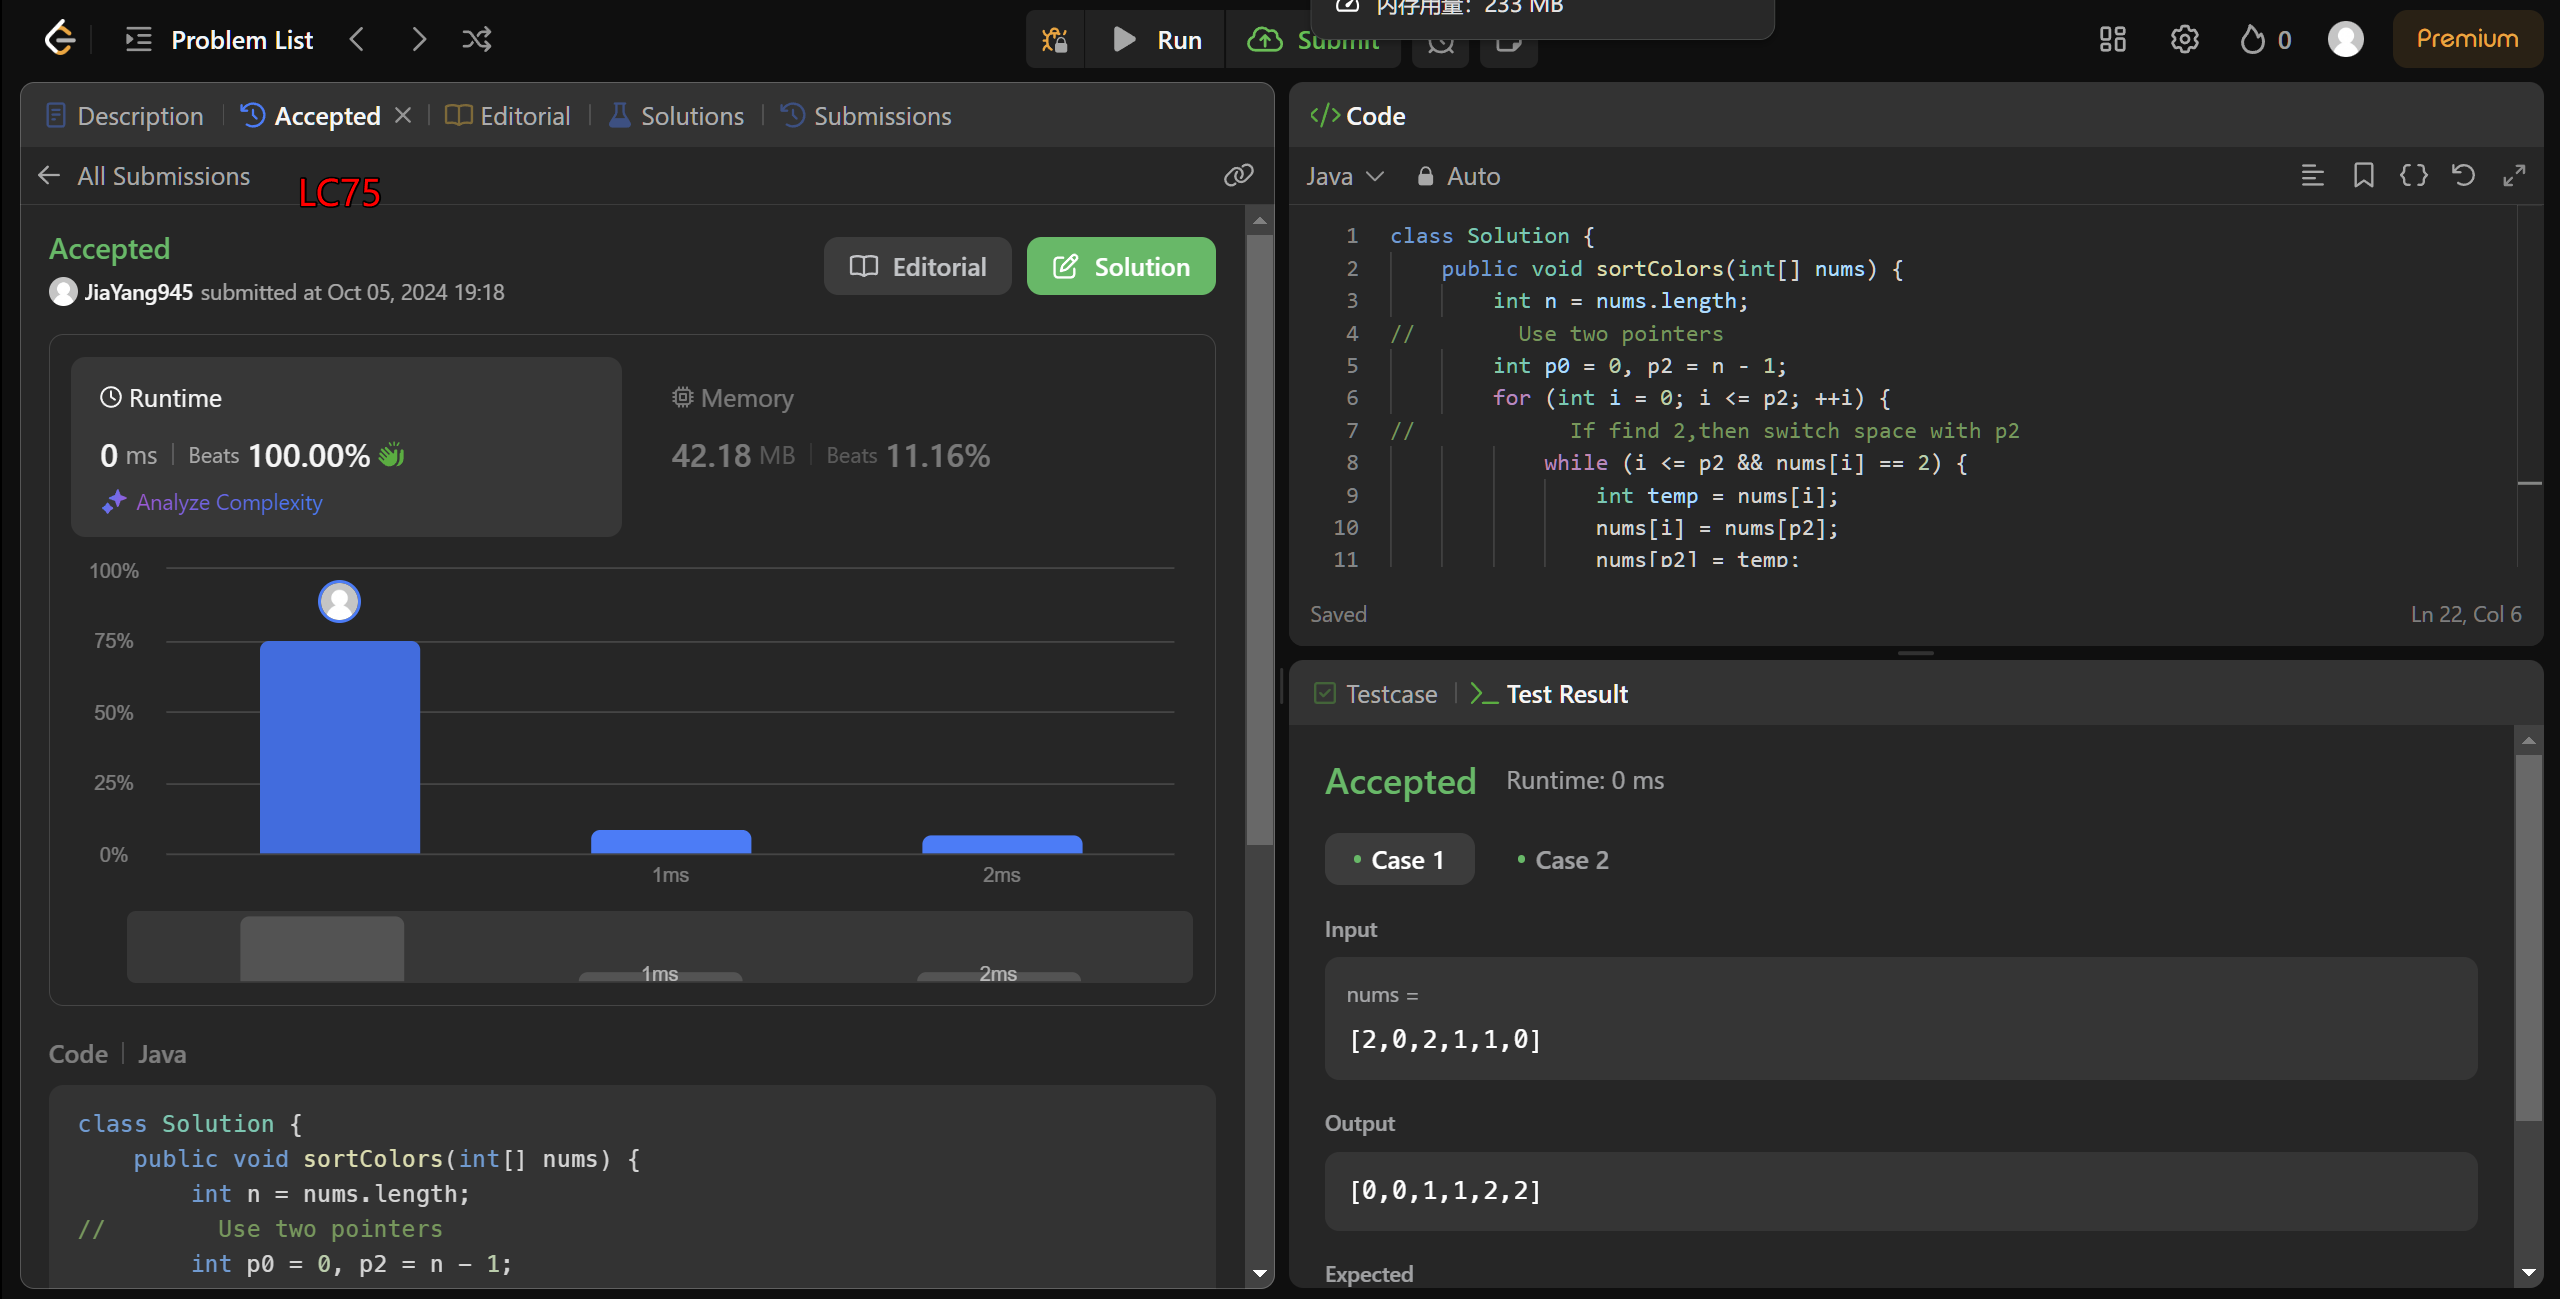 内存用量：233 MB
Problem List
Run
Submit
0
Premium
Description
Accepted
Editorial
Solutions
Submissions
All Submissions
LC75
Accepted
JiaYang945 submitted at Oct 05, 2024 19:18
Editorial
Solution
Runtime
0 ms
Beats 100.00%
Analyze Complexity
Memory
42.18 MB
Beats 11.16%
100%
75%
50%
25%
0%
1ms
2ms
1ms
2ms
Code
Java
class Solution {
public void sortColors(int[] nums) {
int n = nums.length;
// Use two pointers
int p0 = 0, p2 = n - 1;
</> Code
Java
Auto
1 class Solution {
2 public void sortColors(int[] nums) {
3 int n = nums.length;
4 // Use two pointers
5 int p0 = 0, p2 = n - 1;
6 for (int i = 0; i <= p2; ++i) {
7 // If find 2,then switch space with p2
8 while (i <= p2 && nums[i] == 2) {
9 int temp = nums[i];
10 nums[i] = nums[p2];
11 nums[p2] = temp;
Saved
Ln 22, Col 6
Testcase
Test Result
Accepted
Runtime: 0 ms
Case 1
Case 2
Input
nums =
[2,0,2,1,1,0]
Output
[0,0,1,1,2,2]
Expected